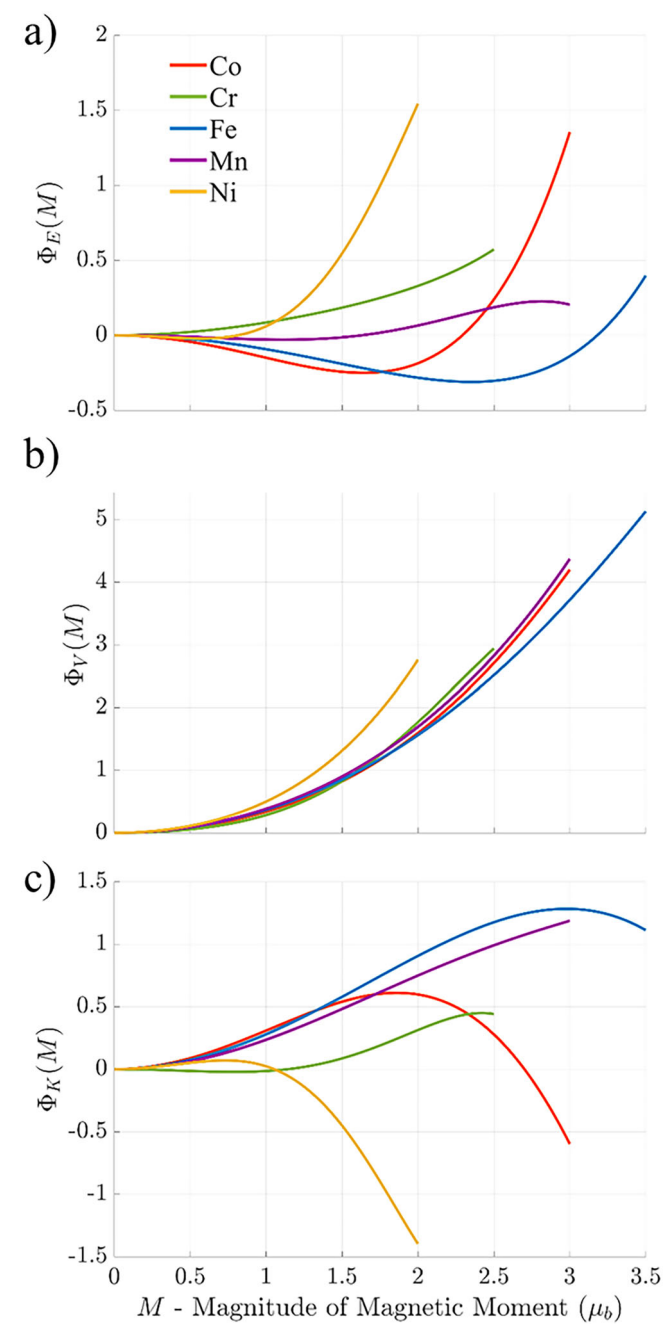 a)
2
1.5
1
0.5
0
-0.5
Φ_E(M)
Co
Cr
Fe
Mn
Ni
b)
5
4
3
2
1
0
Φ_V(M)
c)
1.5
1
0.5
0
-0.5
-1
-1.5
Φ_K(M)
0 0.5 1 1.5 2 2.5 3 3.5
M - Magnitude of Magnetic Moment (μ_b)